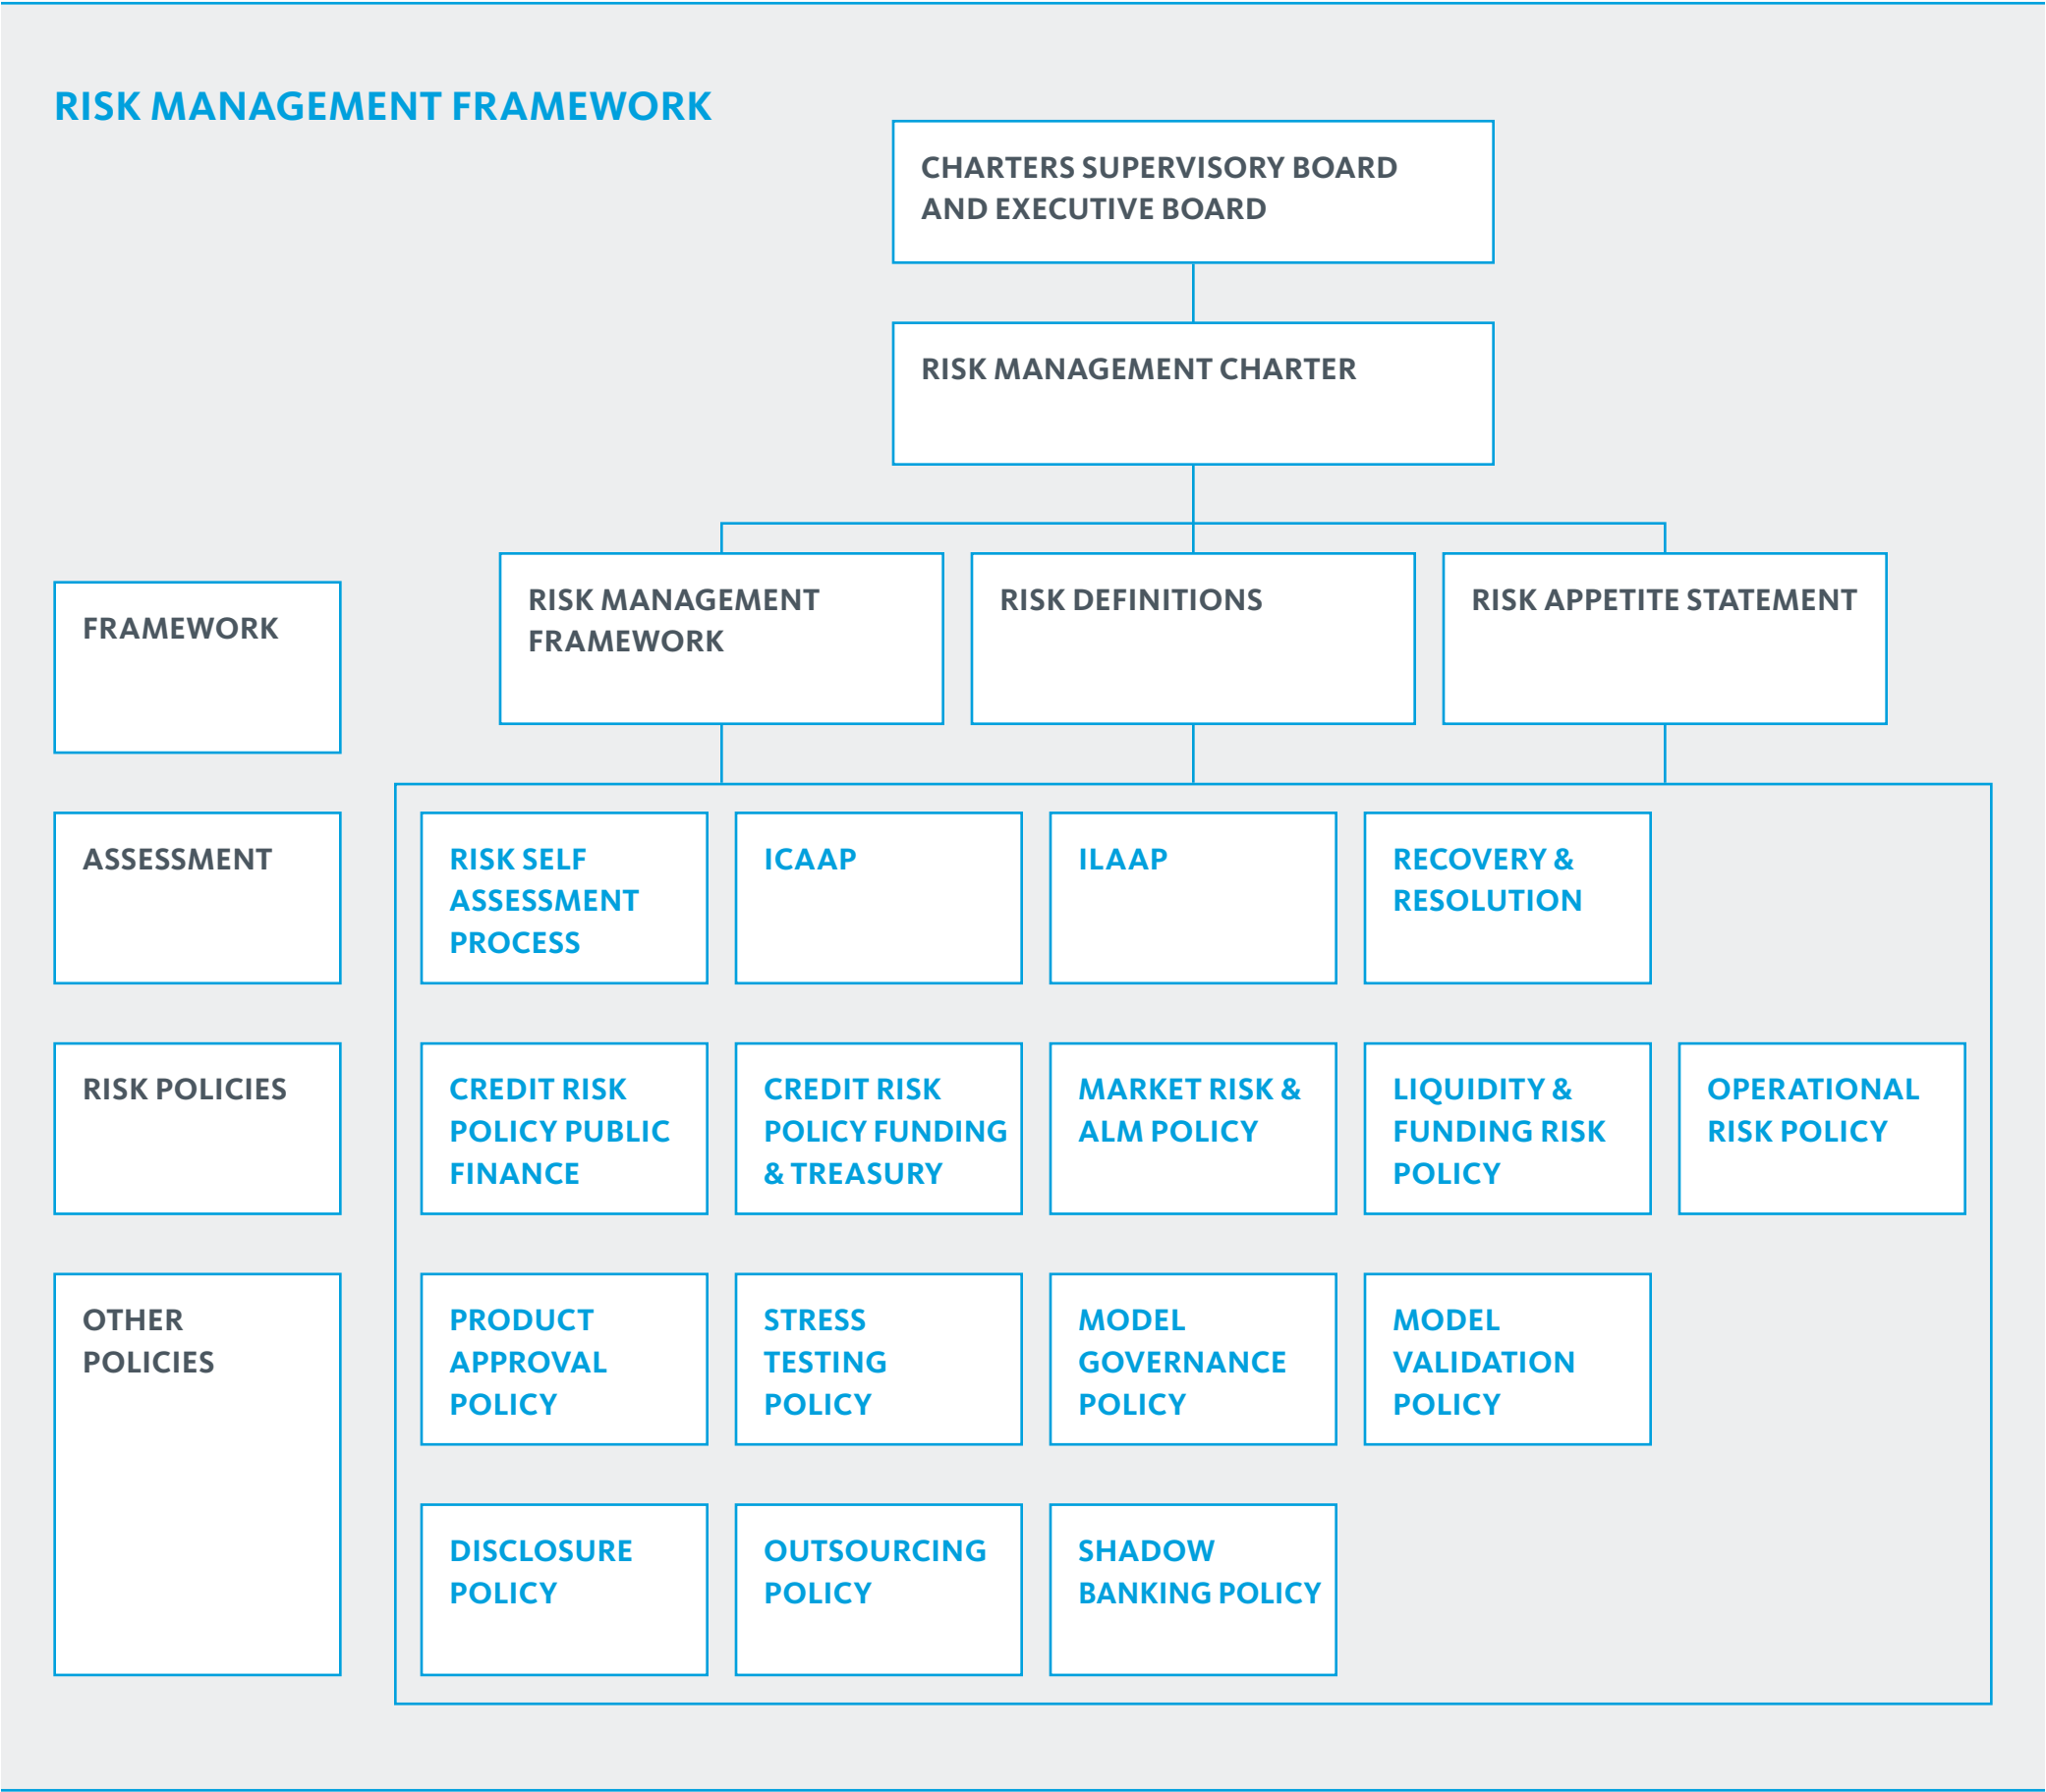 RISK MANAGEMENT FRAMEWORK
CHARTERS SUPERVISORY BOARD
AND EXECUTIVE BOARD
RISK MANAGEMENT CHARTER
FRAMEWORK
RISK MANAGEMENT
FRAMEWORK
RISK DEFINITIONS
RISK APPETITE STATEMENT
ASSESSMENT
RISK SELF
ASSESSMENT
PROCESS
ICAAP
ILAAP
RECOVERY &
RESOLUTION
RISK POLICIES
CREDIT RISK
POLICY PUBLIC
FINANCE
CREDIT RISK
POLICY FUNDING
& TREASURY
MARKET RISK &
ALM POLICY
LIQUIDITY &
FUNDING RISK
POLICY
OPERATIONAL
RISK POLICY
OTHER
POLICIES
PRODUCT
APPROVAL
POLICY
STRESS
TESTING
POLICY
MODEL
GOVERNANCE
POLICY
MODEL
VALIDATION
POLICY
DISCLOSURE
POLICY
OUTSOURCING
POLICY
SHADOW
BANKING POLICY